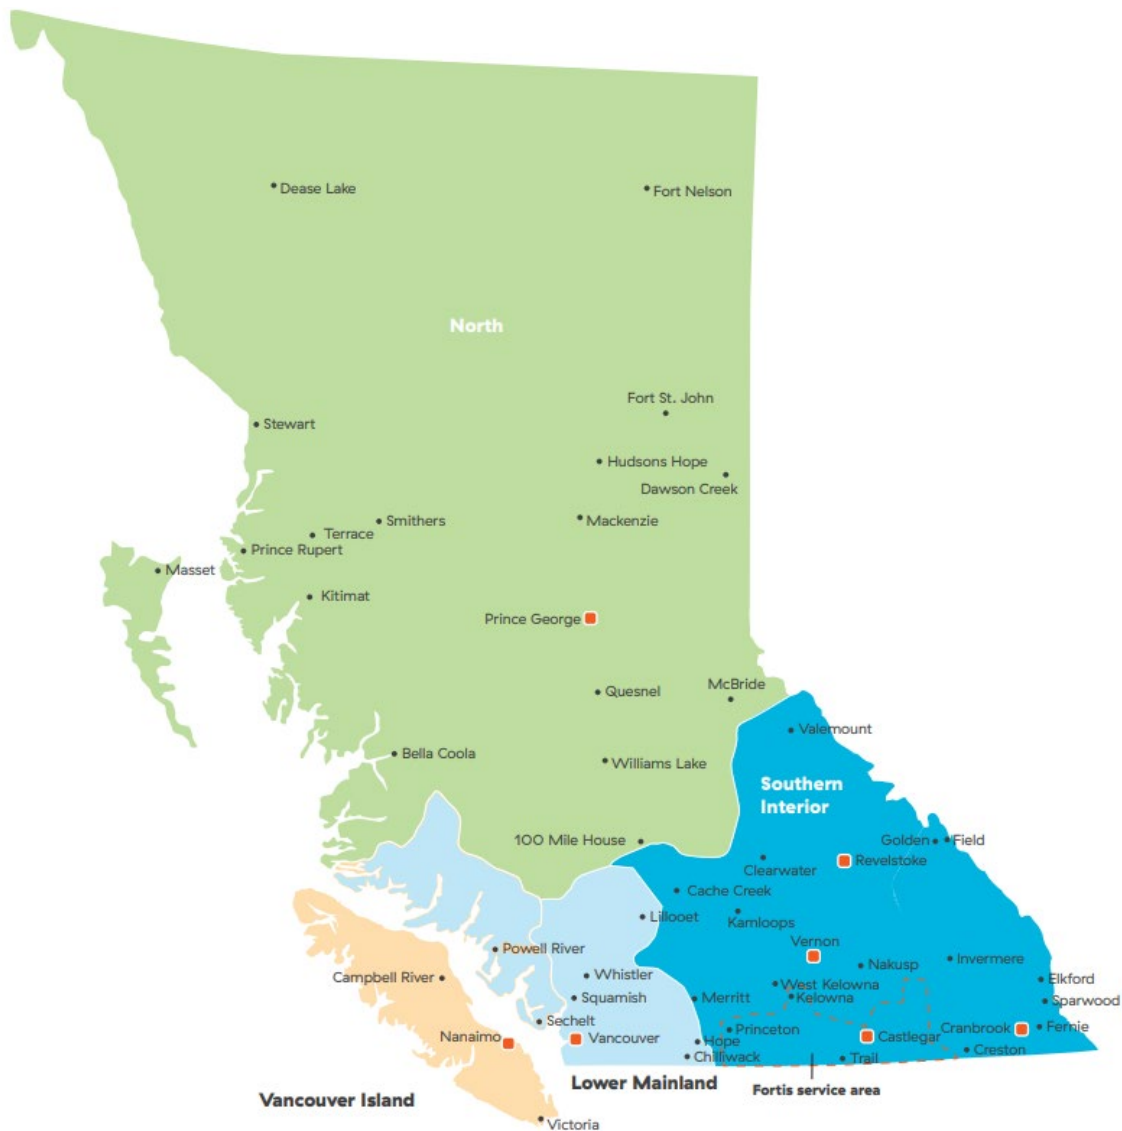 Dease Lake
Fort Nelson
North
Fort St. John
Stewart
Hudsons Hope
Dawson Creek
Smithers
Mackenzie
Terrace
Prince Rupert
Masset
Kitimat
Prince George
McBride
Quesnel
Valemount
Bella Coola
Williams Lake
Southern
Interior
100 Mile House
Golden
Field
Revelstoke
Clearwater
Cache Creek
Lillooet
Kamloops
Vernon
Powell River
Invermere
Nakusp
Whistler
Campbell River
Elkford
West Kelowna
Kelowna
Squamish
Merritt
Sparwood
Sechelt
Princeton
Cranbrook
Fernie
Nanaimo
Vancouver
Castlegar
Hope
Creston
Chilliwack
Trail
Lower Mainland
Fortis service area
Vancouver Island
Victoria